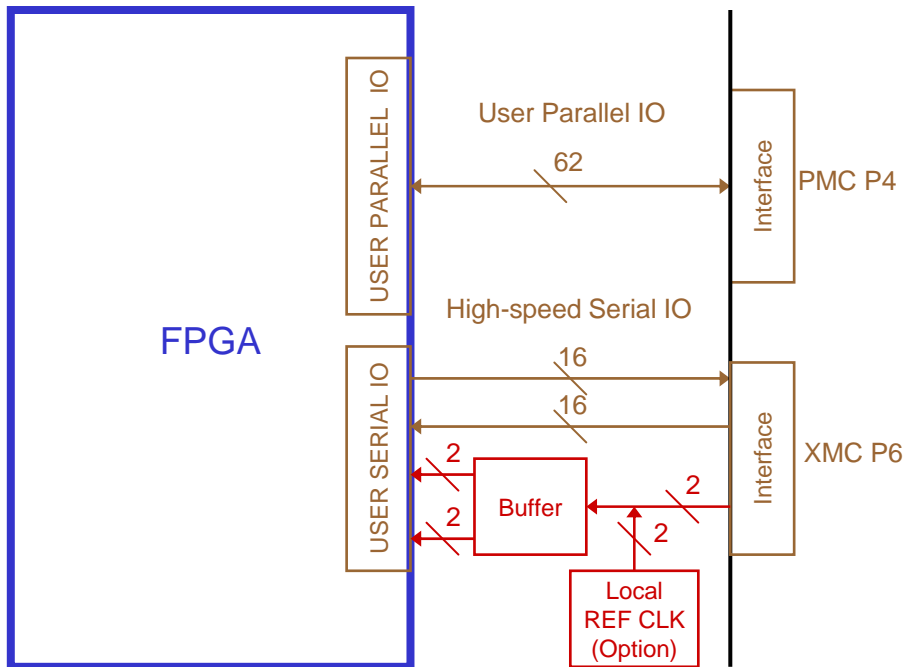 USER PARALLEL IO
User Parallel IO
62
Interface
PMC P4
FPGA
High-speed Serial IO
USER SERIAL IO
16
16
Interface
XMC P6
2
2
Buffer
2
2
Local
REF CLK
(Option)